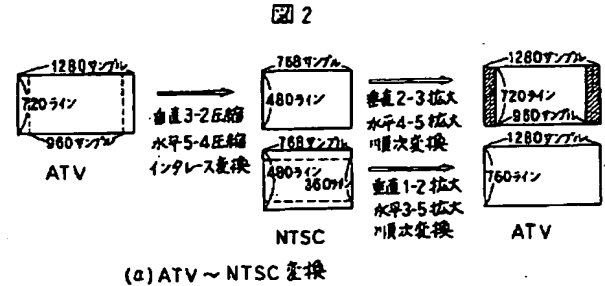 図2
1280サンプル
720ライン
960サンプル
ATV
垂直3-2圧縮
水平5-4圧縮
インタレース変換
768サンプル
480ライン
768サンプル
480ライン
360ライン
NTSC
垂直2-3拡大
水平4-5拡大
順次変換
垂直1-2拡大
水平3-5拡大
順次変換
1280サンプル
720ライン
960サンプル
1280サンプル
760ライン
ATV
(a)ATV～NTSC変換